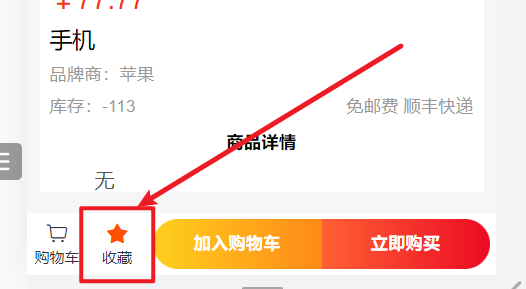 ￥77.77
手机
品牌商：苹果
库存：-113 免邮费 顺丰快递
商品详情
无
购物车 收藏 加入购物车 立即购买